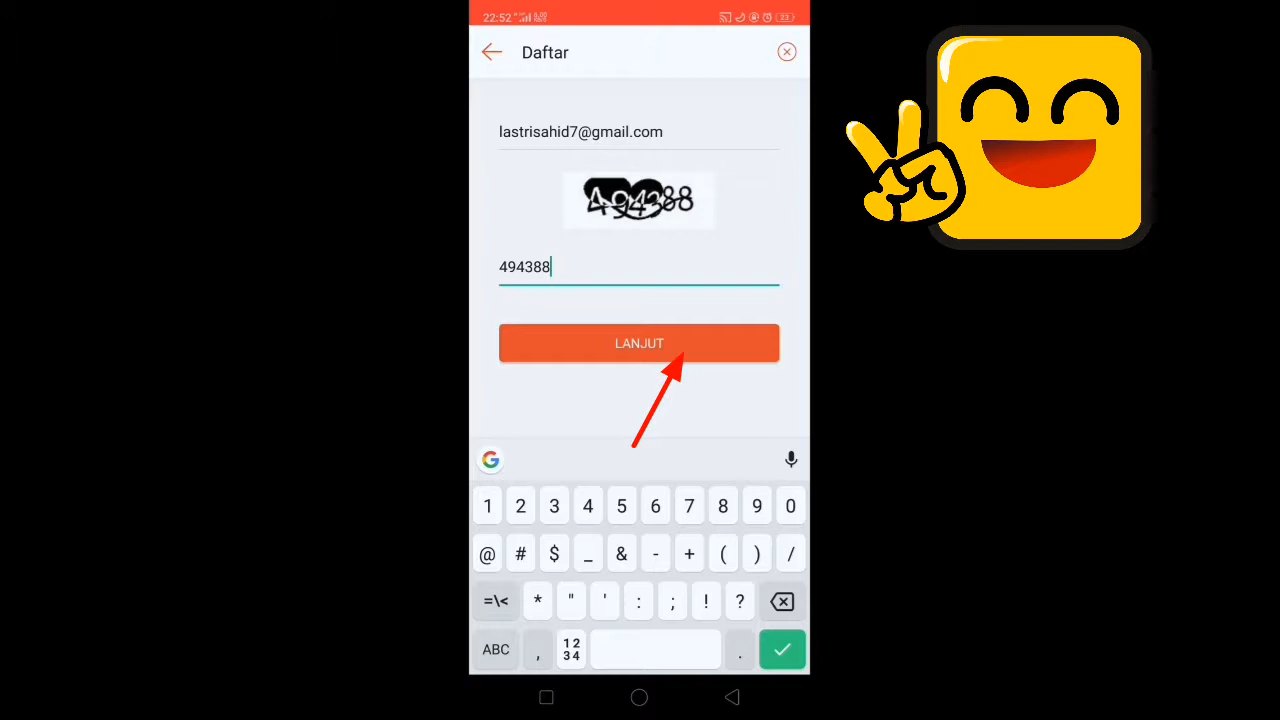 22:52
23
Daftar
lastrisahid7@gmail.com
494388
494388
LANJUT
G
1 2 3 4 5 6 7 8 9 0
@ # $ _ & - + ( ) /
=\< * " ' : ; ! ?
ABC , 12 34 .